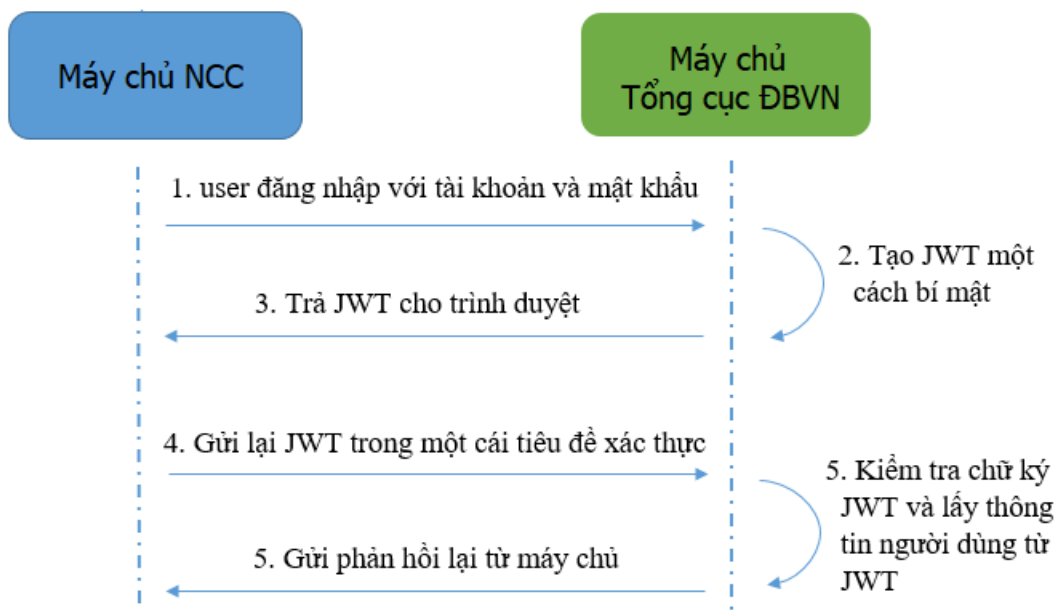 Máy chủ NCC
Máy chủ
Tổng cục ĐBVN
1. user đăng nhập với tài khoản và mật khẩu
2. Tạo JWT một
cách bí mật
3. Trả JWT cho trình duyệt
4. Gửi lại JWT trong một cái tiêu đề xác thực
5. Kiểm tra chữ ký
JWT và lấy thông
tin người dùng từ
JWT
5. Gửi phản hồi lại từ máy chủ